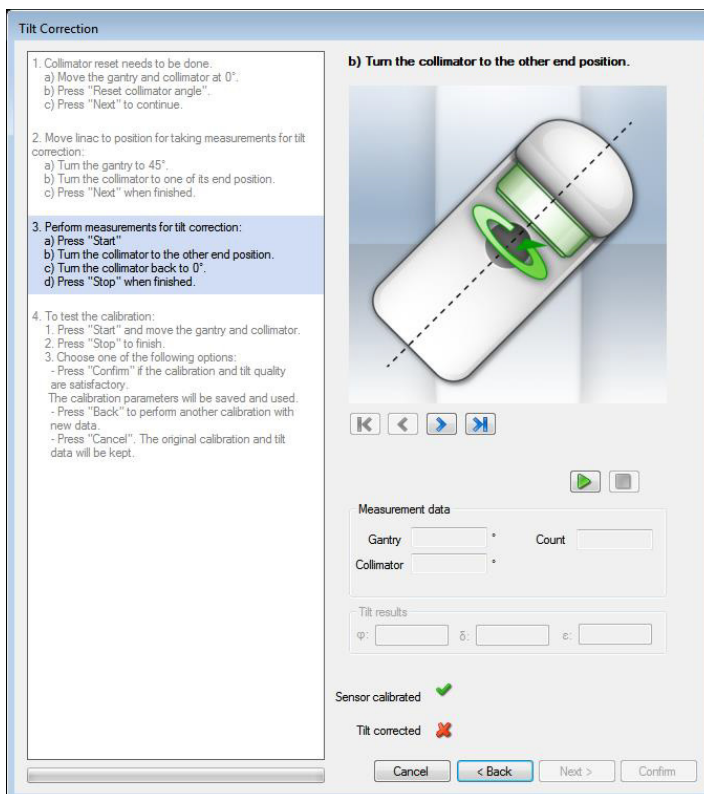 Tilt Correction
1. Collimator reset needs to be done.
a) Move the gantry and collimator at 0°.
b) Press "Reset collimator angle".
c) Press "Next" to continue.
2. Move linac to position for taking measurements for tilt
correction:
a) Turn the gantry to 45°.
b) Turn the collimator to one of its end position.
c) Press "Next" when finished.
3. Perform measurements for tilt correction:
a) Press "Start"
b) Turn the collimator to the other end position.
c) Turn the collimator back to 0°.
d) Press "Stop" when finished.
4. To test the calibration:
1. Press "Start" and move the gantry and collimator.
2. Press "Stop" to finish.
3. Choose one of the following options:
- Press "Confirm" if the calibration and tilt quality
are satisfactory.
The calibration parameters will be saved and used.
- Press "Back" to perform another calibration with
new data.
- Press "Cancel". The original calibration and tilt
data will be kept.
b) Turn the collimator to the other end position.
Measurement data
Gantry ° Count
Collimator °
Tilt results
φ: δ: ε:
Sensor calibrated
Tilt corrected
Cancel < Back Next > Confirm